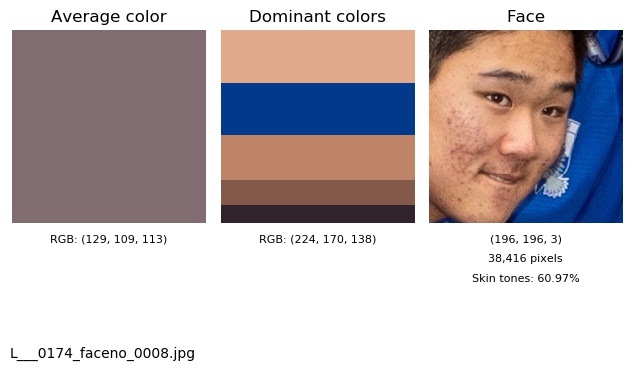 Average color
Dominant colors
Face
RGB: (129, 109, 113)
RGB: (224, 170, 138)
(196, 196, 3)
38,416 pixels
Skin tones: 60.97%
L___0174_faceno_0008.jpg